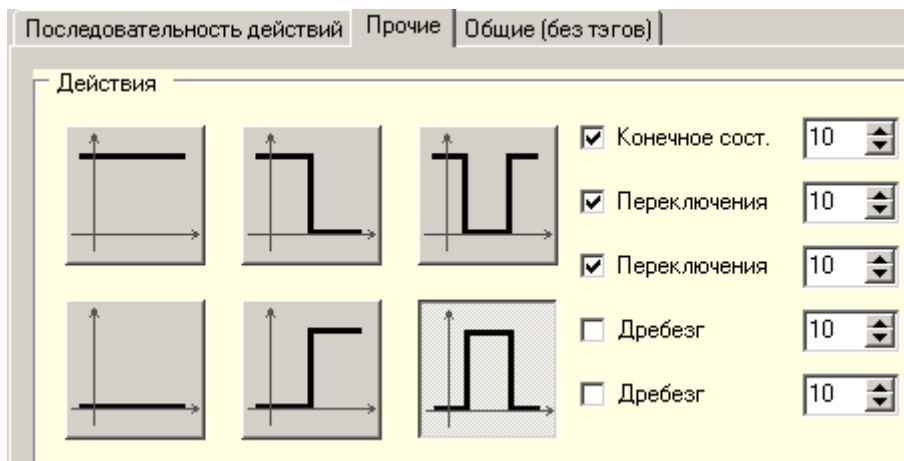 Последовательность действий Прочие Общие (без тэгов)
Действия
Конечное сост. 10
Переключения 10
Переключения 10
Дребезг 10
Дребезг 10